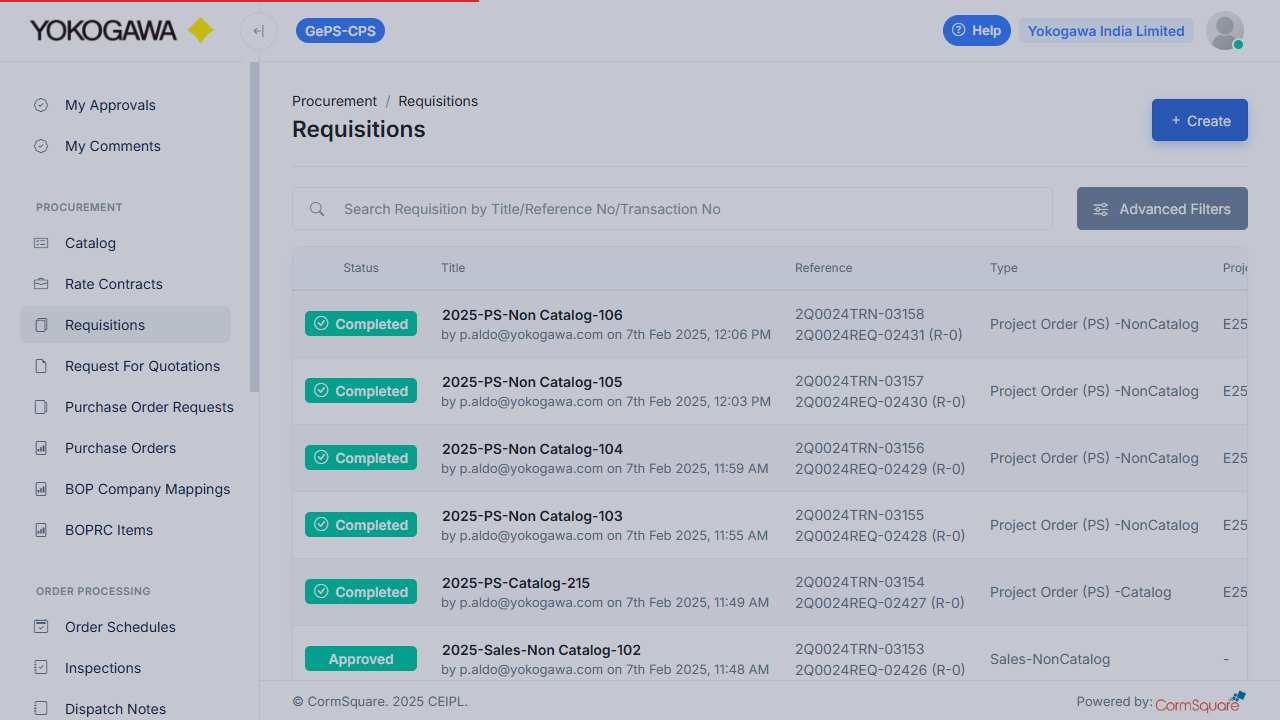 YOKOGAWA
GePS-CPS
Help
Yokogawa India Limited
My Approvals
My Comments
PROCUREMENT
Catalog
Rate Contracts
Requisitions
Request For Quotations
Purchase Order Requests
Purchase Orders
BOP Company Mappings
BOPRC Items
ORDER PROCESSING
Order Schedules
Inspections
Dispatch Notes
Procurement / Requisitions
Requisitions
+ Create
Search Requisition by Title/Reference No/Transaction No
Advanced Filters
Status Title Reference Type Proje
Completed
2025-PS-Non Catalog-106
by p.aldo@yokogawa.com on 7th Feb 2025, 12:06 PM
2Q0024TRN-03158
2Q0024REQ-02431 (R-0)
Project Order (PS) -NonCatalog
E25
Completed
2025-PS-Non Catalog-105
by p.aldo@yokogawa.com on 7th Feb 2025, 12:03 PM
2Q0024TRN-03157
2Q0024REQ-02430 (R-0)
Project Order (PS) -NonCatalog
E25
Completed
2025-PS-Non Catalog-104
by p.aldo@yokogawa.com on 7th Feb 2025, 11:59 AM
2Q0024TRN-03156
2Q0024REQ-02429 (R-0)
Project Order (PS) -NonCatalog
E25
Completed
2025-PS-Non Catalog-103
by p.aldo@yokogawa.com on 7th Feb 2025, 11:55 AM
2Q0024TRN-03155
2Q0024REQ-02428 (R-0)
Project Order (PS) -NonCatalog
E25
Completed
2025-PS-Catalog-215
by p.aldo@yokogawa.com on 7th Feb 2025, 11:49 AM
2Q0024TRN-03154
2Q0024REQ-02427 (R-0)
Project Order (PS) -Catalog
E25
Approved
2025-Sales-Non Catalog-102
by p.aldo@yokogawa.com on 7th Feb 2025, 11:48 AM
2Q0024TRN-03153
2Q0024REQ-02426 (R-0)
Sales-NonCatalog
-
© CormSquare. 2025 CEIPL.
Powered by: CormSquare